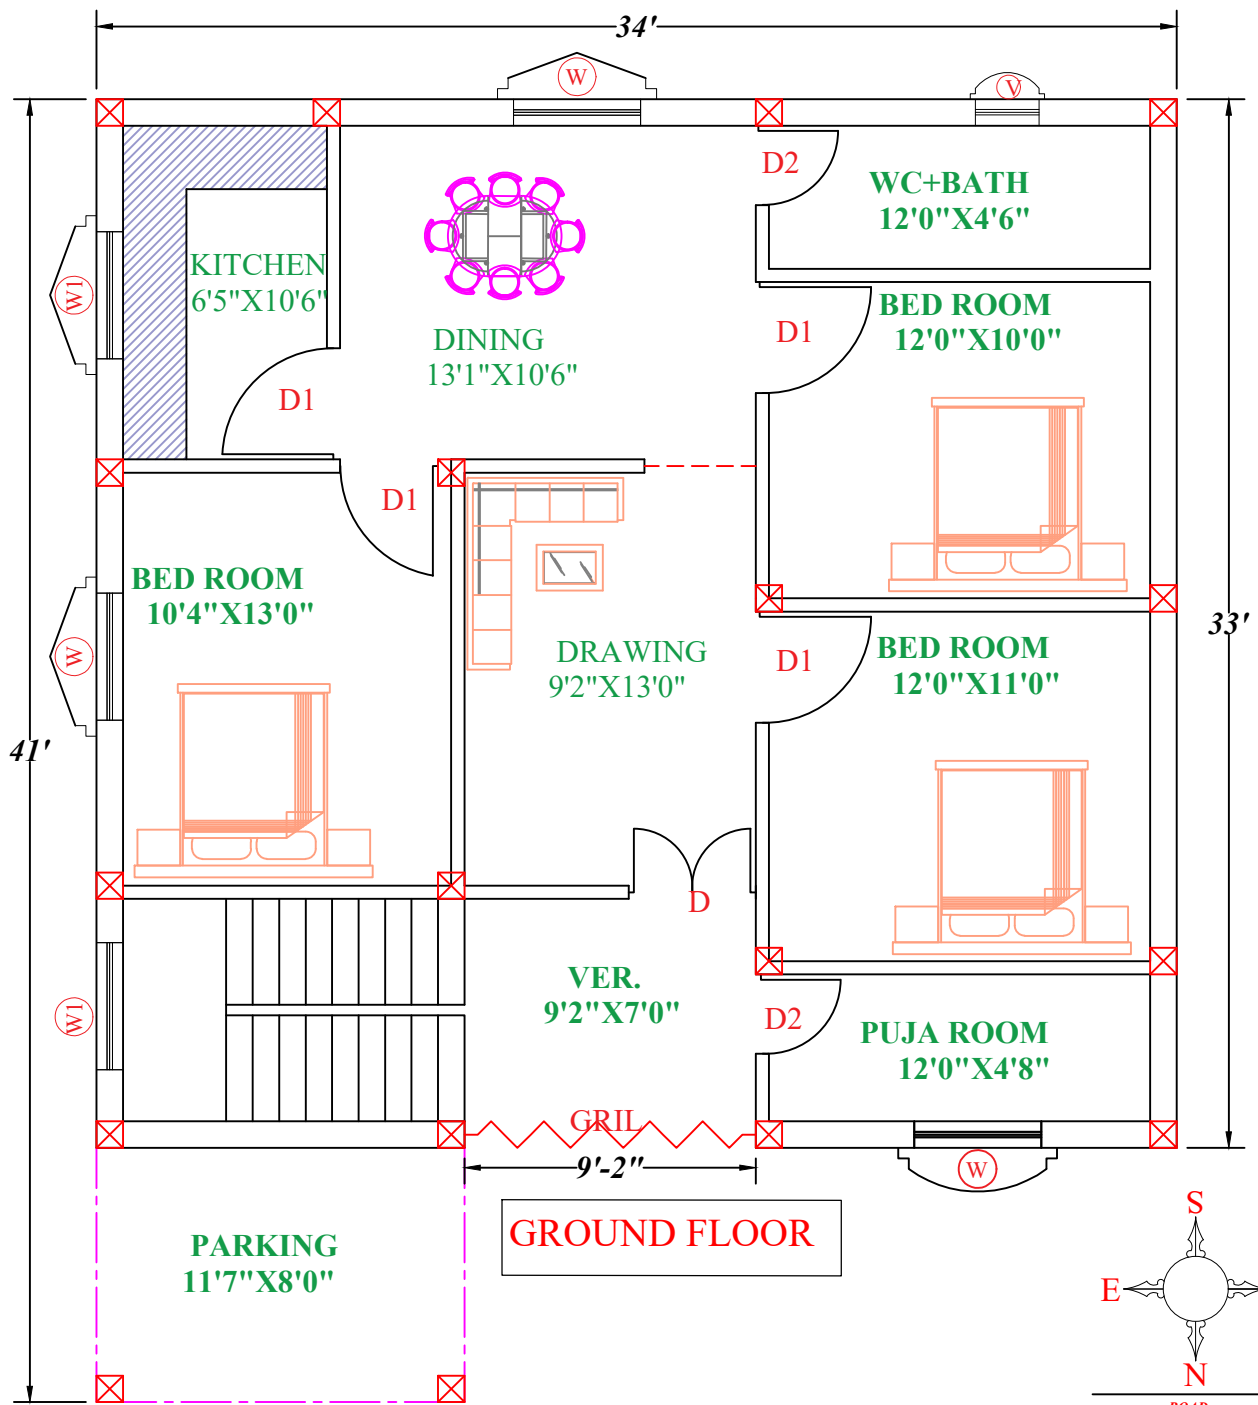 34'
W
V
D2
WC+BATH
12'0"X4'6"
KITCHEN
6'5"X10'6"
W1
BED ROOM
12'0"X10'0"
D1
DINING
13'1"X10'6"
D1
D1
BED ROOM
10'4"X13'0"
33'
W
DRAWING
9'2"X13'0"
D1
BED ROOM
12'0"X11'0"
41'
D
VER.
9'2"X7'0"
W1
D2
PUJA ROOM
12'0"X4'8"
GRIL
9'-2"
W
GROUND FLOOR
PARKING
11'7"X8'0"
S
E
N